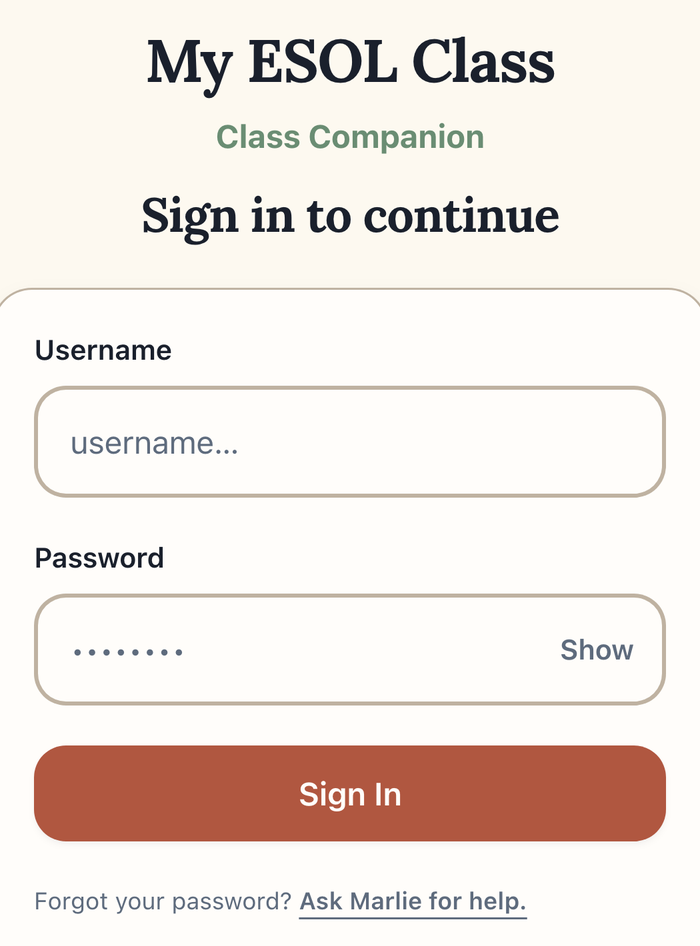 My ESOL Class
Class Companion
Sign in to continue
Username
username...
Password
••••••••
Show
Sign In
Forgot your password? Ask Marlie for help.